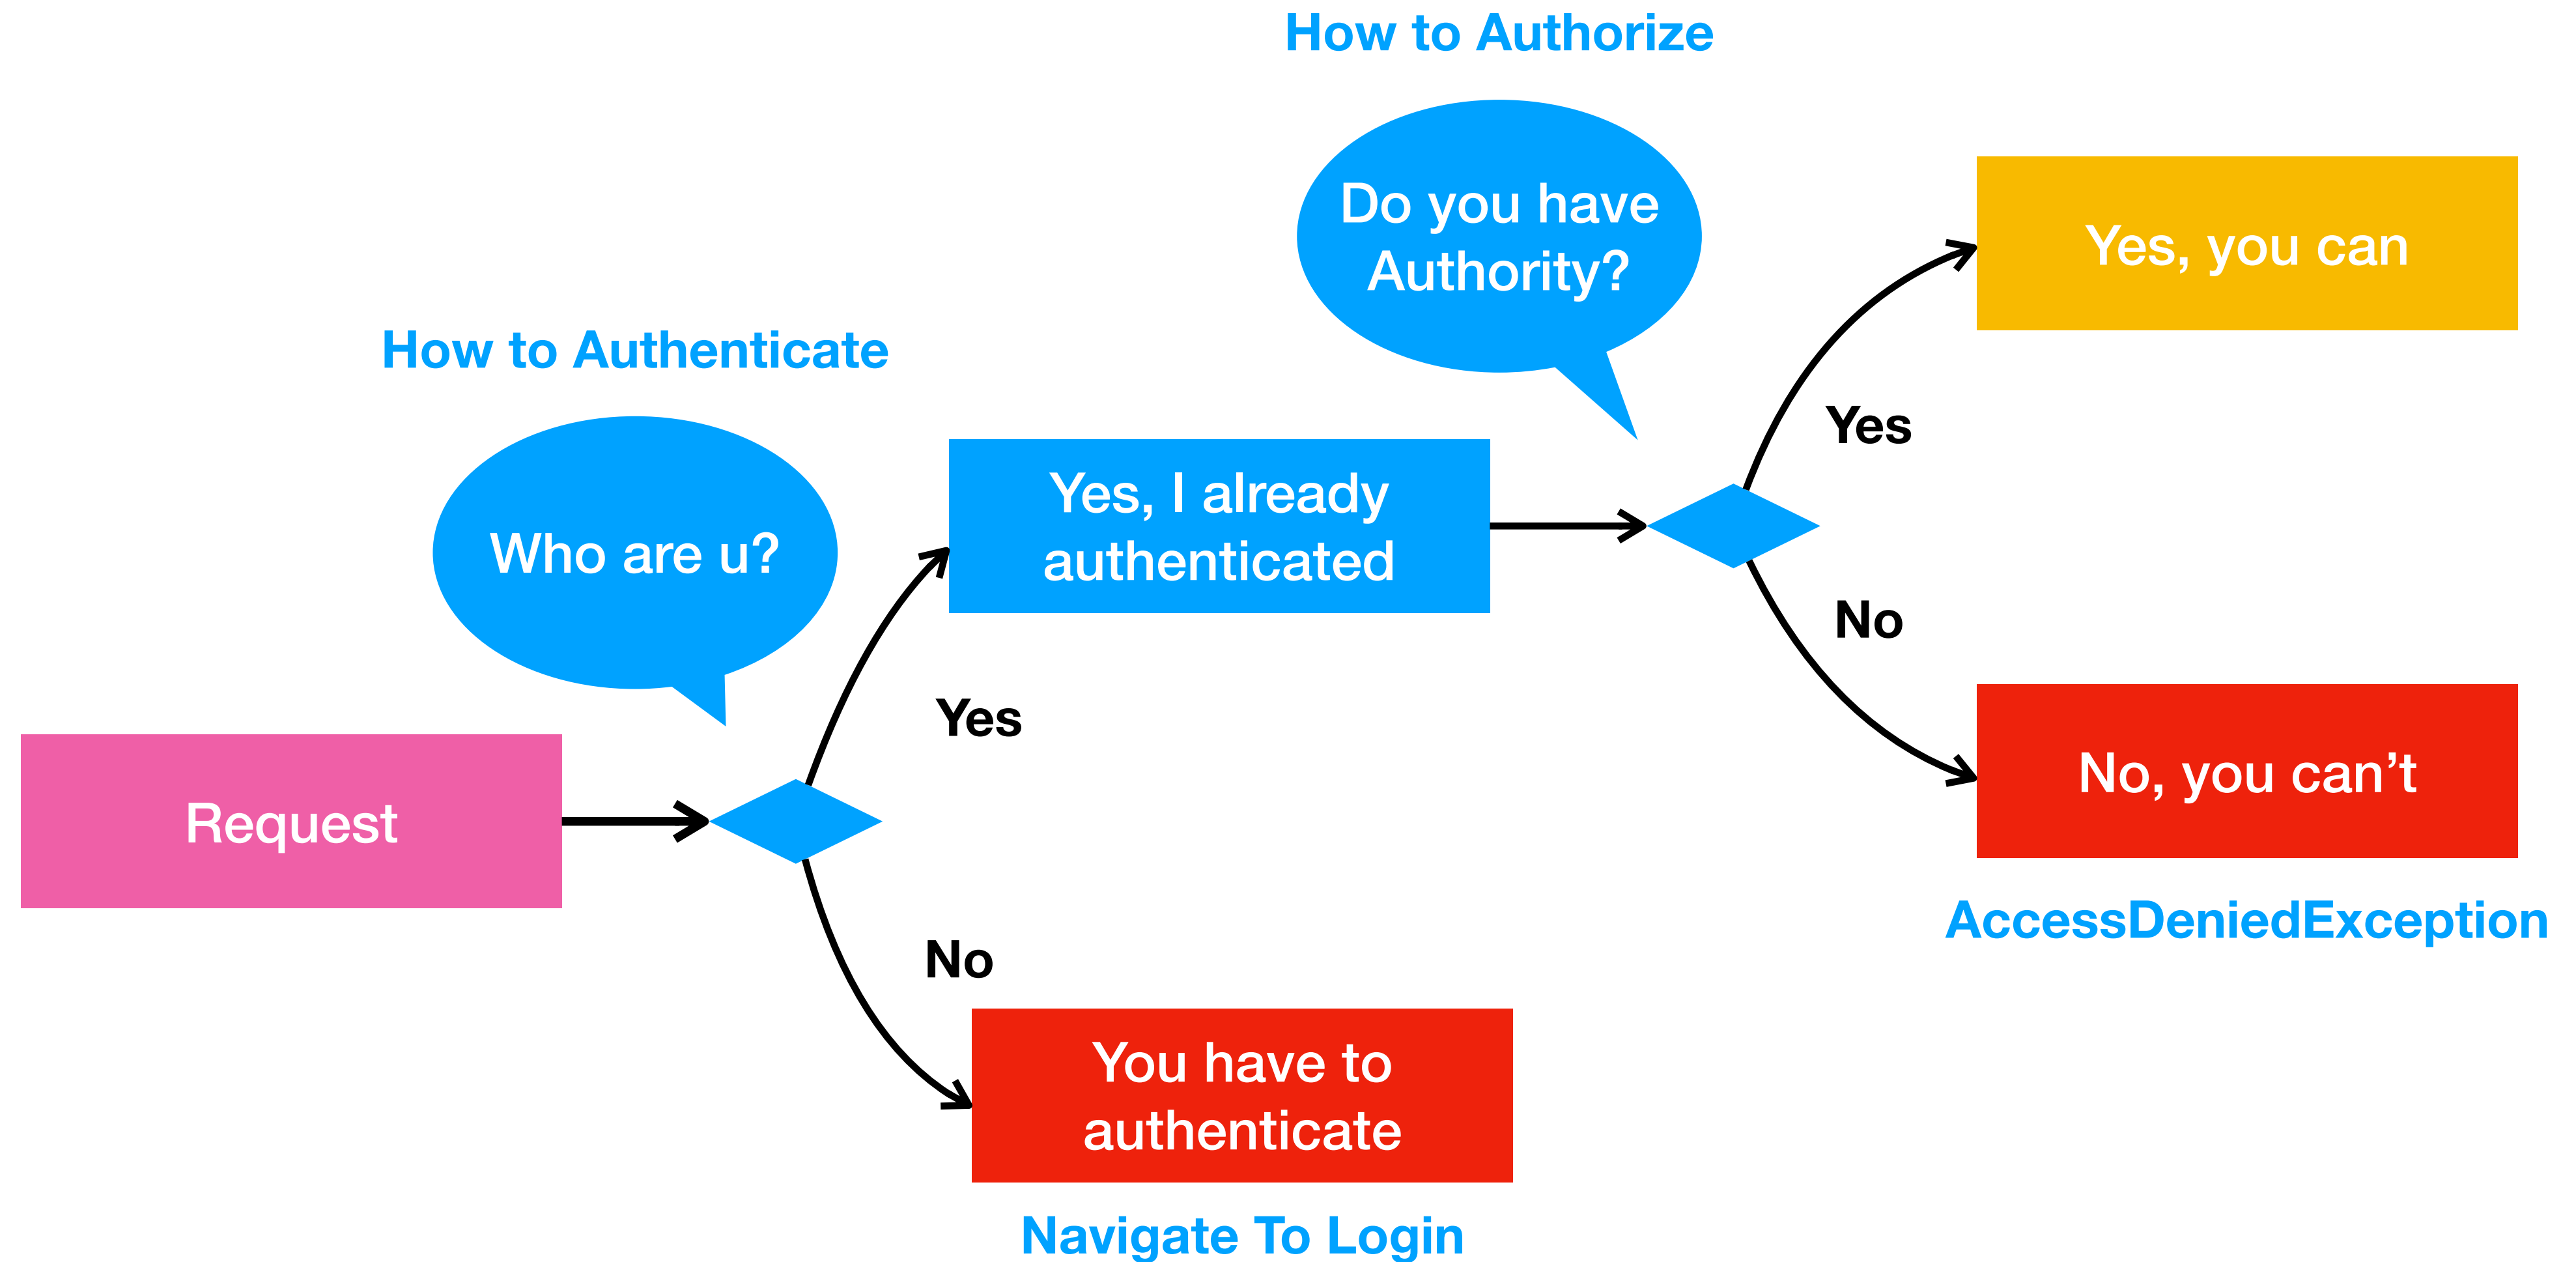 How to Authorize
Do you have
Authority?
Yes, you can
How to Authenticate
Yes
Who are u?
Yes, I already
authenticated
No
Yes
No, you can’t
Request
AccessDeniedException
No
You have to
authenticate
Navigate To Login